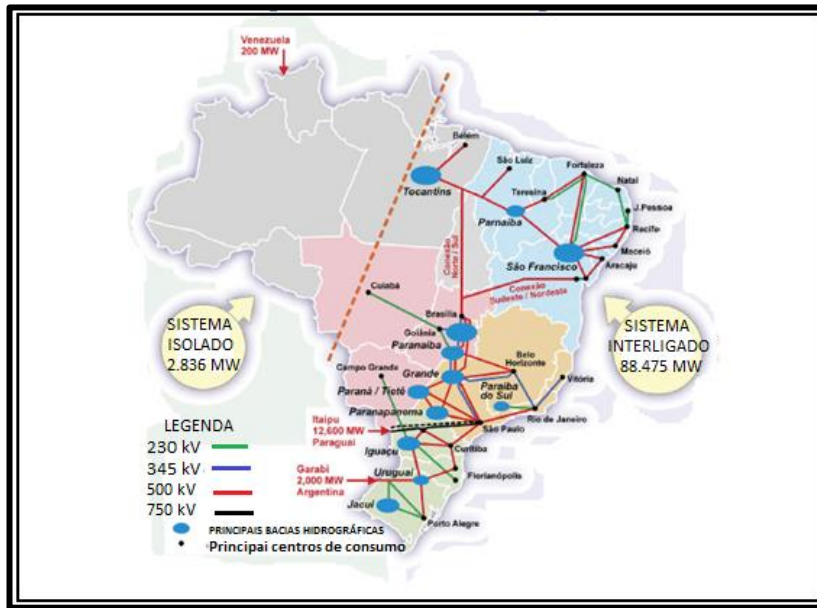 Venezuela
200 MW
Belém
São Luiz
Fortaleza
Tocantins
Teresina
Natal
Parnaíba
J.Pessoa
Recife
Conexão
Norte / Sul
São Francisco
Maceió
Aracaju
Cuiabá
Conexão
Sudeste / Nordeste
SISTEMA
ISOLADO
2.836 MW
Brasília
Goiânia
SISTEMA
INTERLIGADO
88.475 MW
Paranaíba
Belo
Horizonte
Campo Grande
Grande
Paraíba
do Sul
Vitória
Paraná / Tietê
Paranapanema
Rio de Janeiro
São Paulo
Itaipu
12,600 MW
Paraguai
Iguaçu
Curitiba
Garabi
2,000 MW
Argentina
Uruguai
Florianópolis
Jacuí
Porto Alegre
LEGENDA
230 kV
345 kV
500 kV
750 kV
PRINCIPAIS BACIAS HIDROGRÁFICAS
Principai centros de consumo